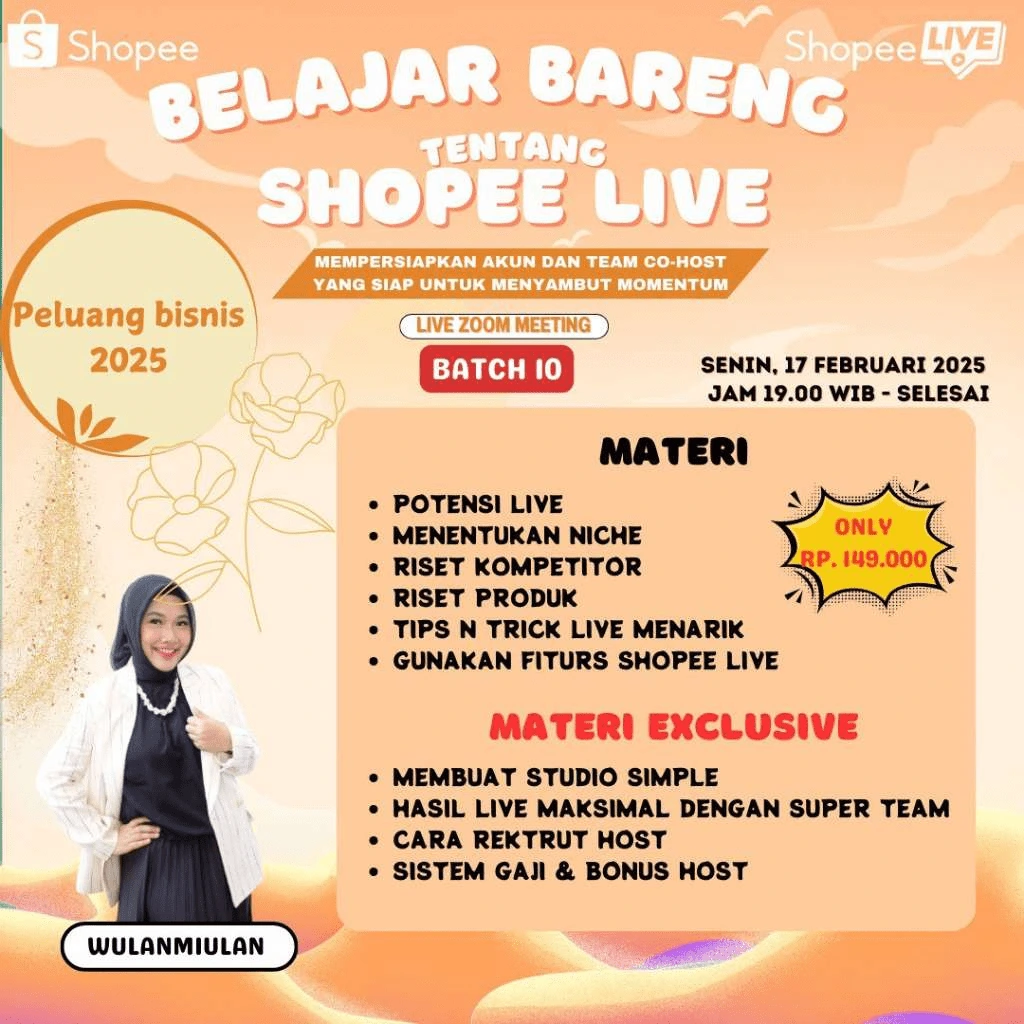 Shopee
Shopee LIVE
BELAJAR BARENG
TENTANG
SHOPEE LIVE
MEMPERSIAPKAN AKUN DAN TEAM CO-HOST
YANG SIAP UNTUK MENYAMBUT MOMENTUM
Peluang bisnis
2025
LIVE ZOOM MEETING
BATCH 10
SENIN, 17 FEBRUARI 2025
JAM 19.00 WIB - SELESAI
MATERI
• POTENSI LIVE
• MENENTUKAN NICHE
• RISET KOMPETITOR
• RISET PRODUK
• TIPS N TRICK LIVE MENARIK
• GUNAKAN FITURS SHOPEE LIVE
ONLY
RP. 149.000
MATERI EXCLUSIVE
• MEMBUAT STUDIO SIMPLE
• HASIL LIVE MAKSIMAL DENGAN SUPER TEAM
• CARA REKTRUT HOST
• SISTEM GAJI & BONUS HOST
WULANMIULAN